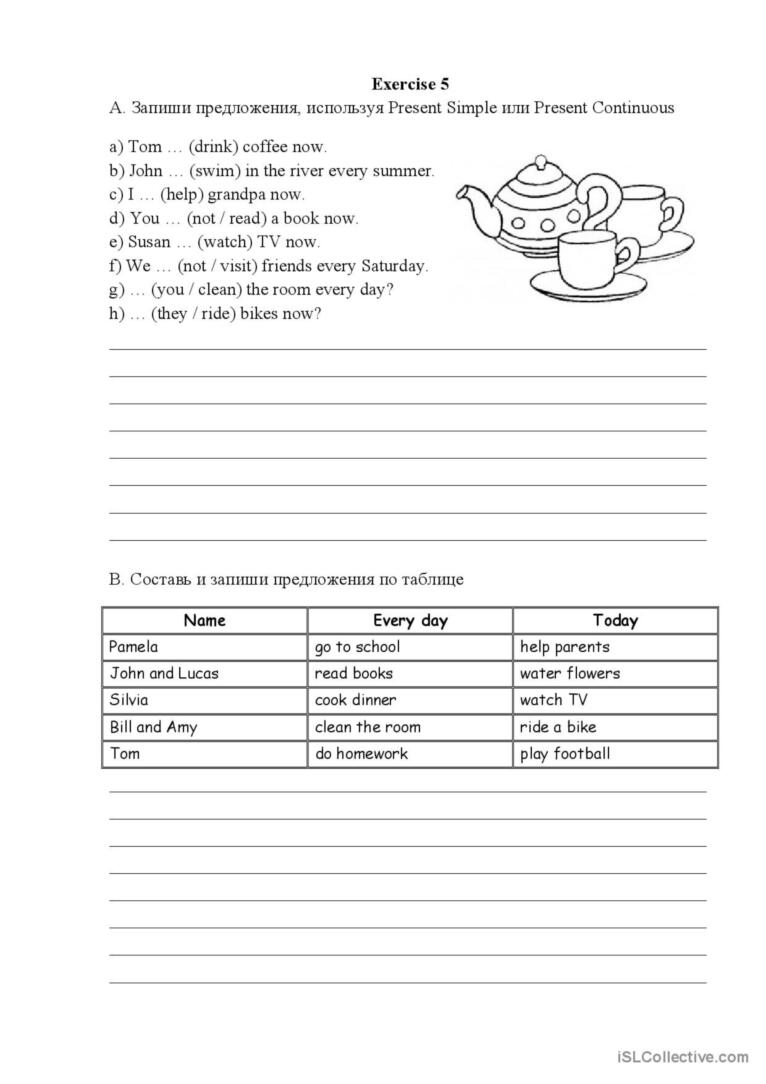 Exercise 5
A. Запиши предложения, используя Present Simple или Present Continuous
a) Tom … (drink) coffee now.
b) John … (swim) in the river every summer.
c) I … (help) grandpa now.
d) You … (not / read) a book now.
e) Susan … (watch) TV now.
f) We … (not / visit) friends every Saturday.
g) … (you / clean) the room every day?
h) … (they / ride) bikes now?
B. Составь и запиши предложения по таблице
Name Every day Today
Pamela go to school help parents
John and Lucas read books water flowers
Silvia cook dinner watch TV
Bill and Amy clean the room ride a bike
Tom do homework play football
iSLCollective.com